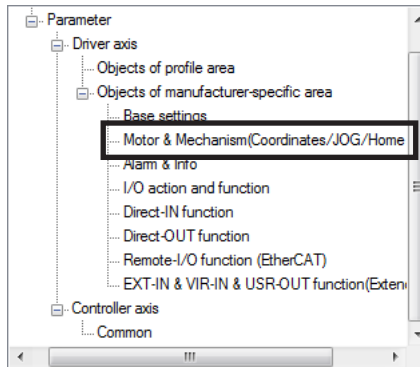 Parameter
Driver axis
Objects of profile area
Objects of manufacturer-specific area
Base settings
Motor & Mechanism(Coordinates/JOG/Home
Alarm & Info
I/O action and function
Direct-IN function
Direct-OUT function
Remote-I/O function (EtherCAT)
EXT-IN & VIR-IN & USR-OUT function(Exten
Controller axis
Common